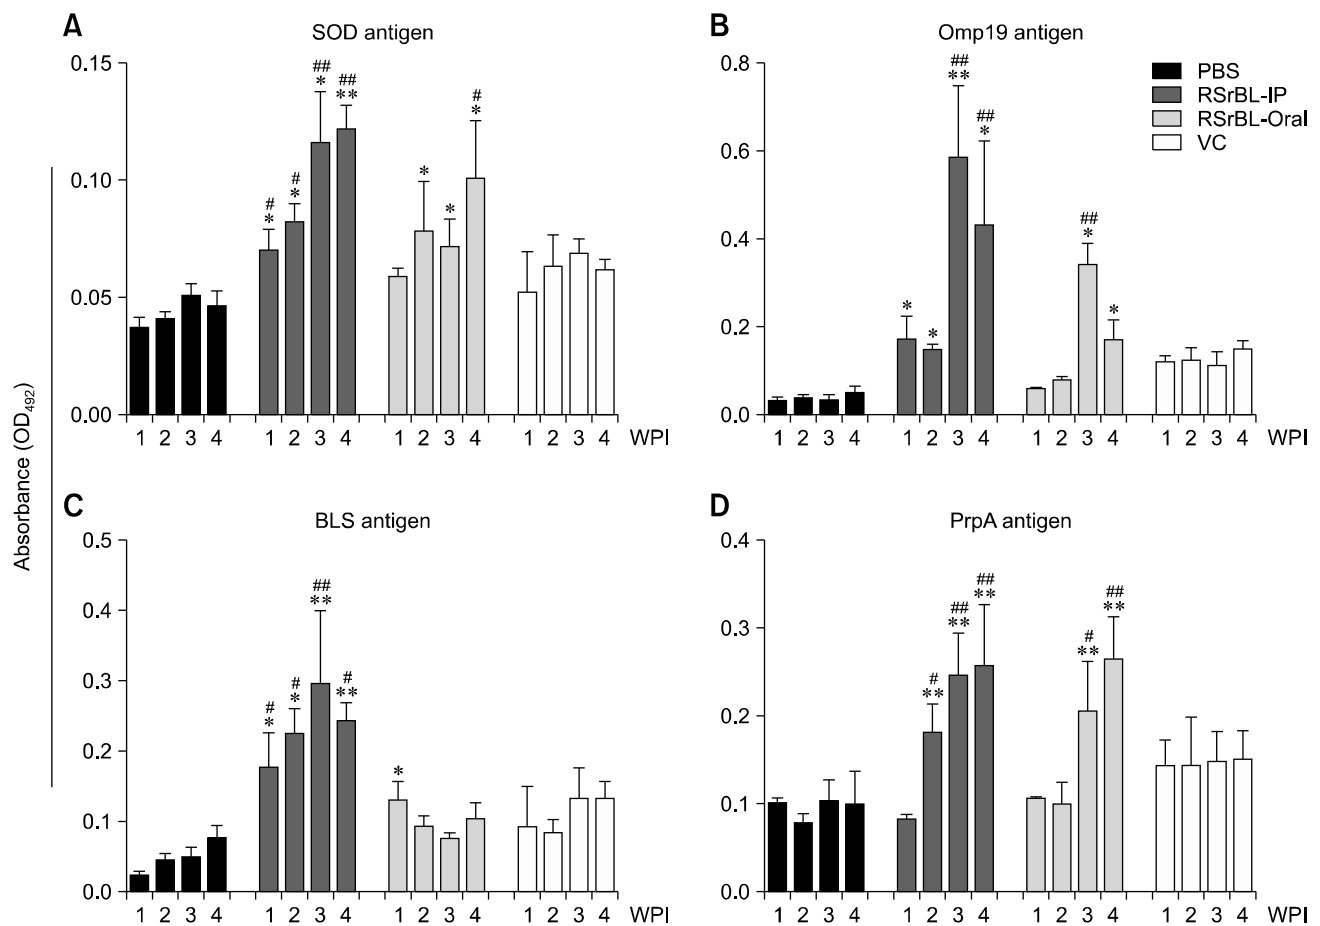 A
SOD antigen
0.15
0.10
0.05
0.00
# * # * ## * ## ** * * # *
1 2 3 4 1 2 3 4 1 2 3 4 1 2 3 4 WPI
B
Omp19 antigen
0.8
0.6
0.4
0.2
0.0
* * ## ** ## * ## * *
1 2 3 4 1 2 3 4 1 2 3 4 1 2 3 4 WPI
PBS
RSrBL-IP
RSrBL-Oral
VC
Absorbance (OD492)
C
BLS antigen
0.5
0.4
0.3
0.2
0.1
0.0
# * # * ## ** # ** *
1 2 3 4 1 2 3 4 1 2 3 4 1 2 3 4 WPI
D
PrpA antigen
0.4
0.3
0.2
0.1
0.0
# ** ## ** ## ** # ** ## **
1 2 3 4 1 2 3 4 1 2 3 4 1 2 3 4 WPI